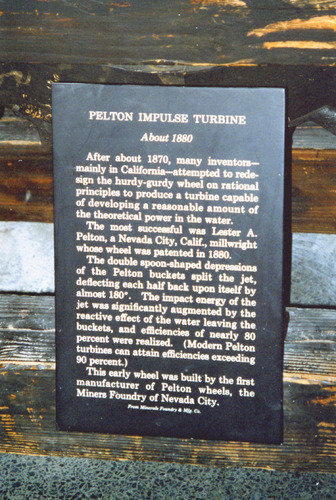 PELTON IMPULSE TURBINE
About 1880
After about 1870, many inventors—
mainly in California—attempted to rede-
sign the hurdy-gurdy wheel on rational
principles to produce a turbine capable
of developing a reasonable amount of
the theoretical power in the water.
The most successful was Lester A.
Pelton, a Nevada City, Calif., millwright
whose wheel was patented in 1880.
The double spoon-shaped depressions
of the Pelton buckets split the jet,
deflecting each half back upon itself by
almost 180°. The impact energy of the
jet was significantly augmented by the
reactive effect of the water leaving the
buckets, and efficiencies of nearly 80
percent were realized. (Modern Pelton
turbines can attain efficiencies exceeding
90 percent.)
This early wheel was built by the first
manufacturer of Pelton wheels, the
Miners Foundry of Nevada City.
From Minerals Foundry & Mfg. Co.